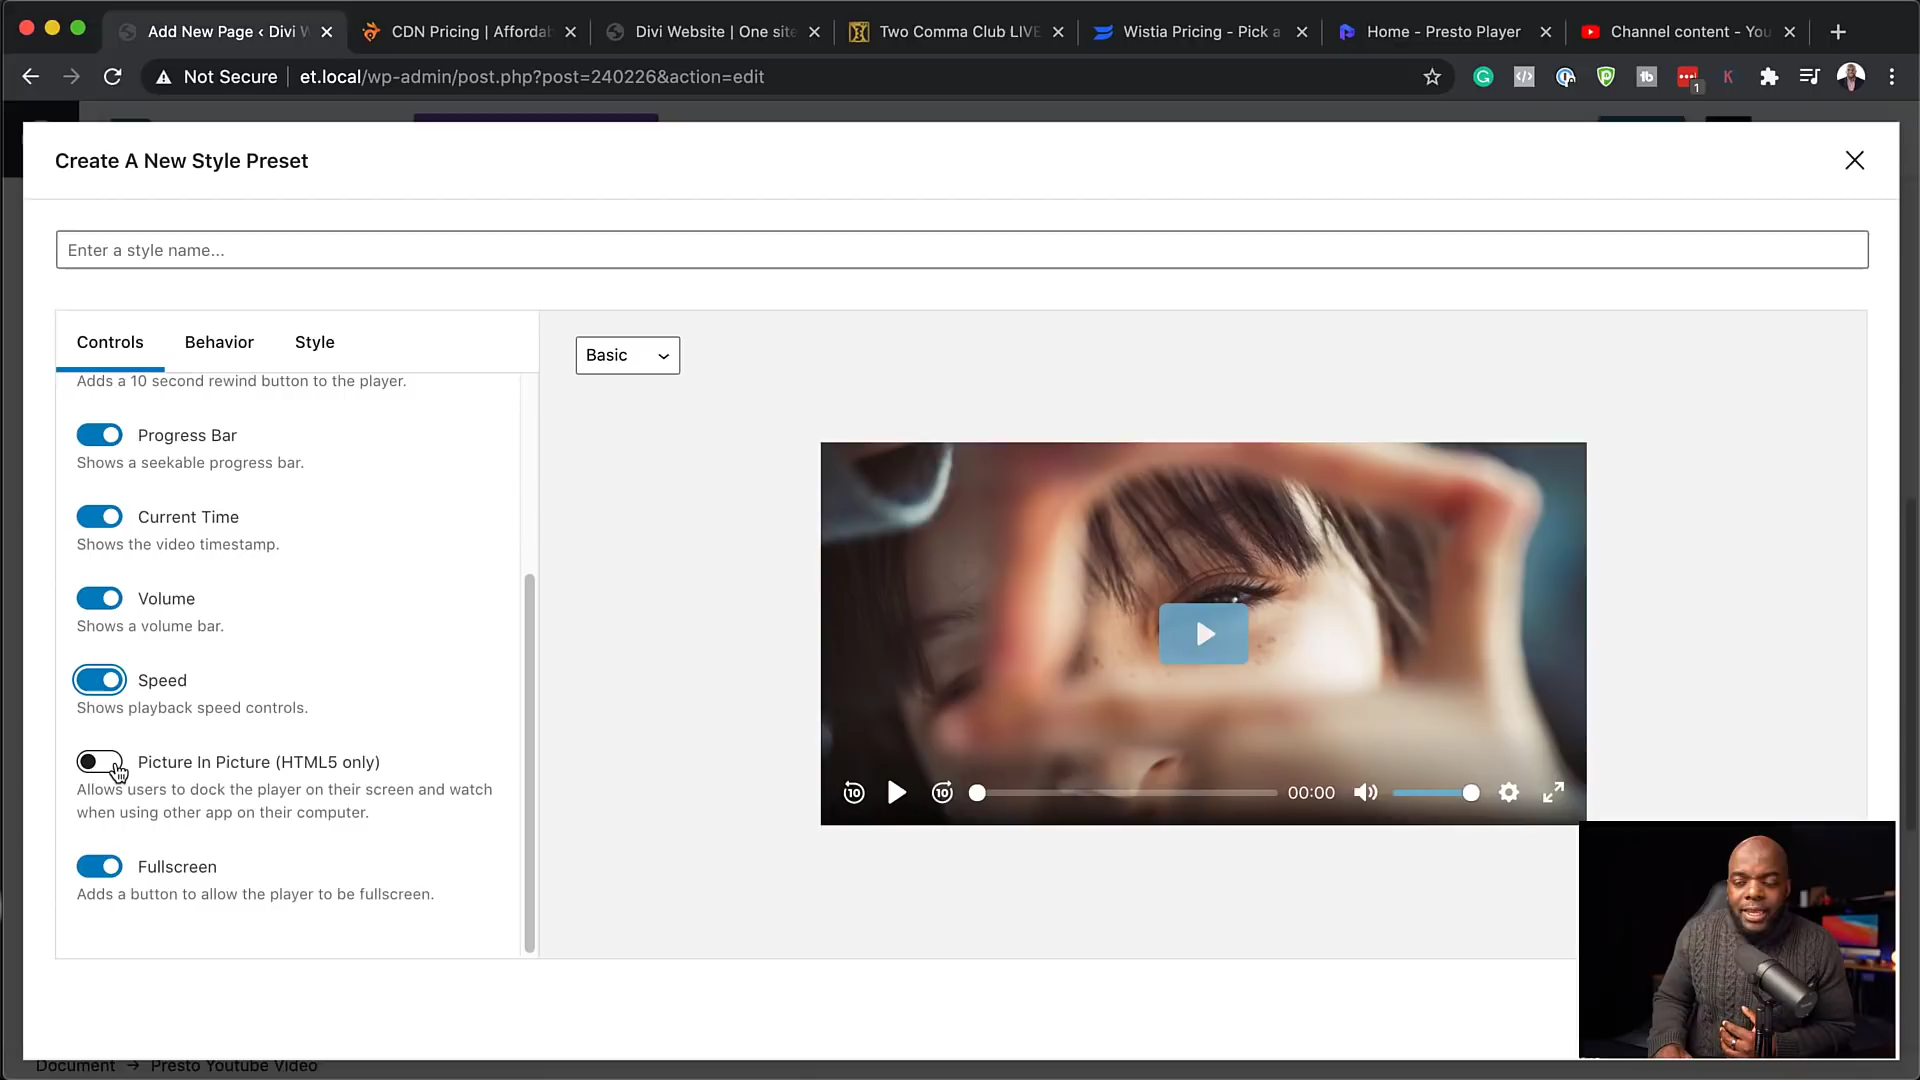 Add New Page ‹ Divi W
CDN Pricing | Affordab
Divi Website | One site
Two Comma Club LIVE
Wistia Pricing - Pick a
Home - Presto Player
Channel content - You
Not Secure
et.local/wp-admin/post.php?post=240226&action=edit
1
Create A New Style Preset
Enter a style name...
Controls
Behavior
Style
Basic
Adds a 10 second rewind button to the player.
Progress Bar
Shows a seekable progress bar.
Current Time
Shows the video timestamp.
Volume
Shows a volume bar.
Speed
Shows playback speed controls.
Picture In Picture (HTML5 only)
Allows users to dock the player on their screen and watch
when using other app on their computer.
Fullscreen
Adds a button to allow the player to be fullscreen.
10
10
00:00
Document → Presto Youtube Video